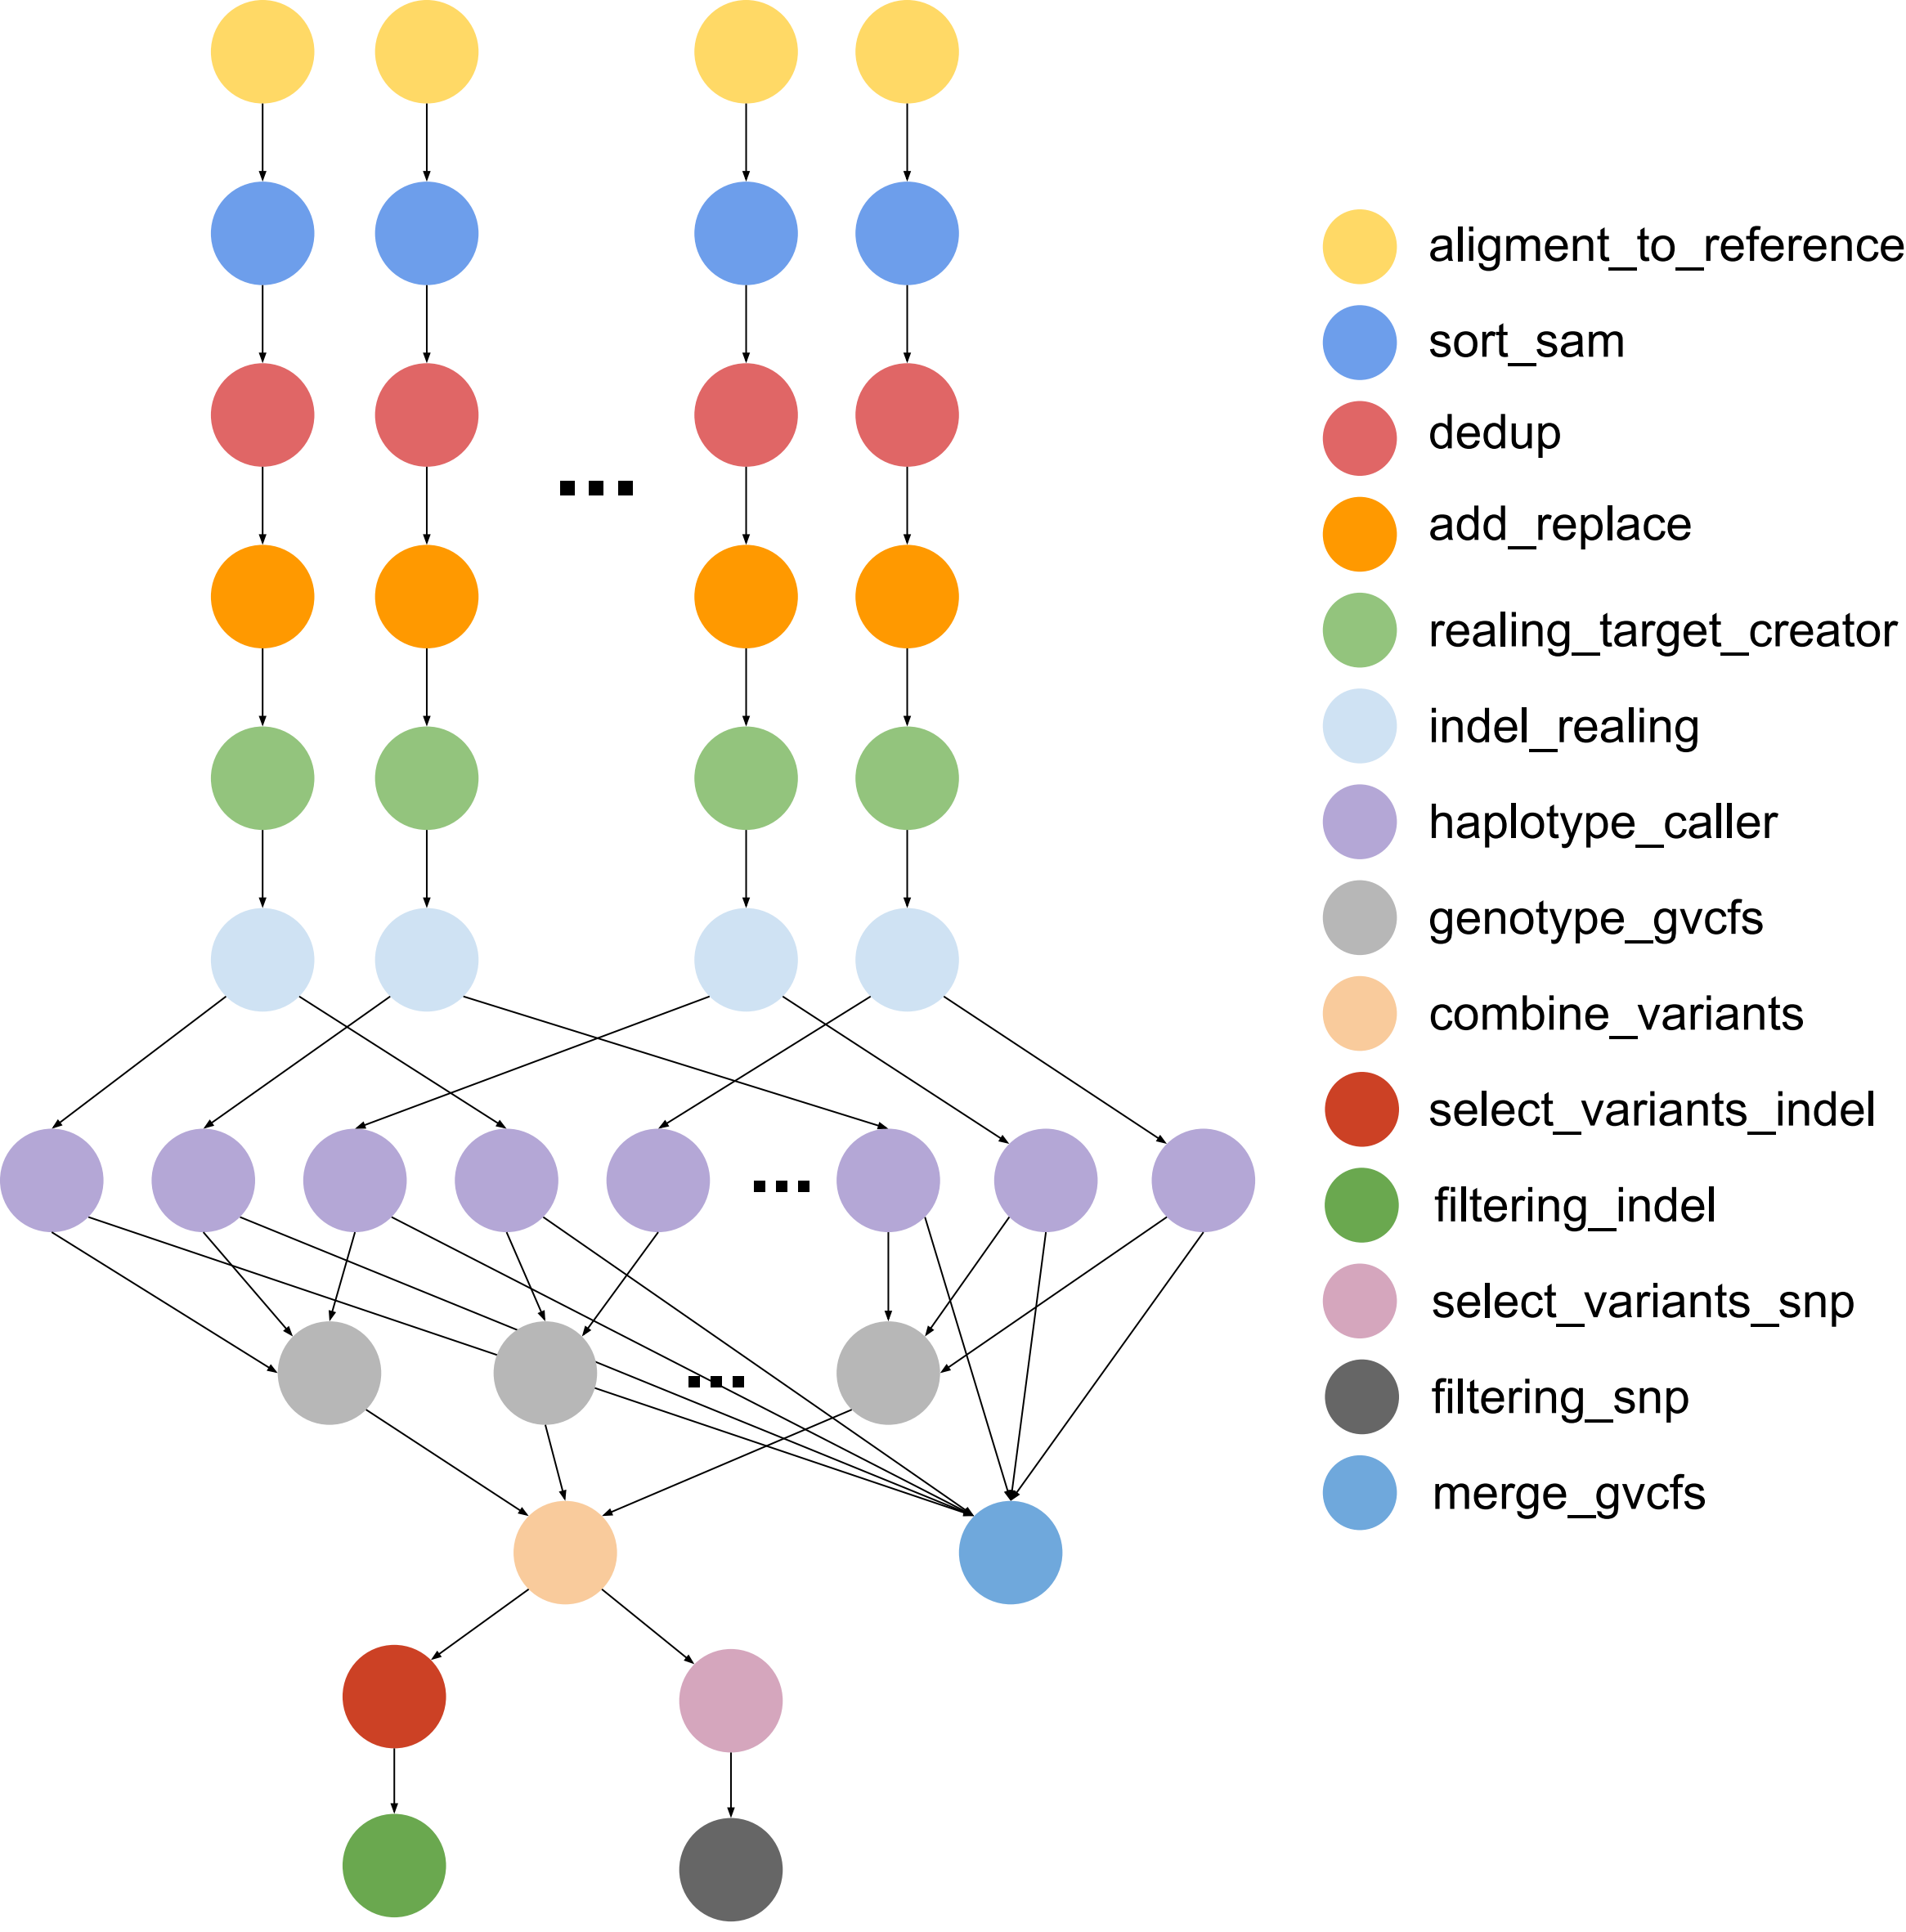 aligment_to_reference
sort_sam
dedup
add_replace
realing_target_creator
indel_realing
haplotype_caller
genotype_gvcfs
combine_variants
select_variants_indel
filtering_indel
select_variants_snp
filtering_snp
merge_gvcfs